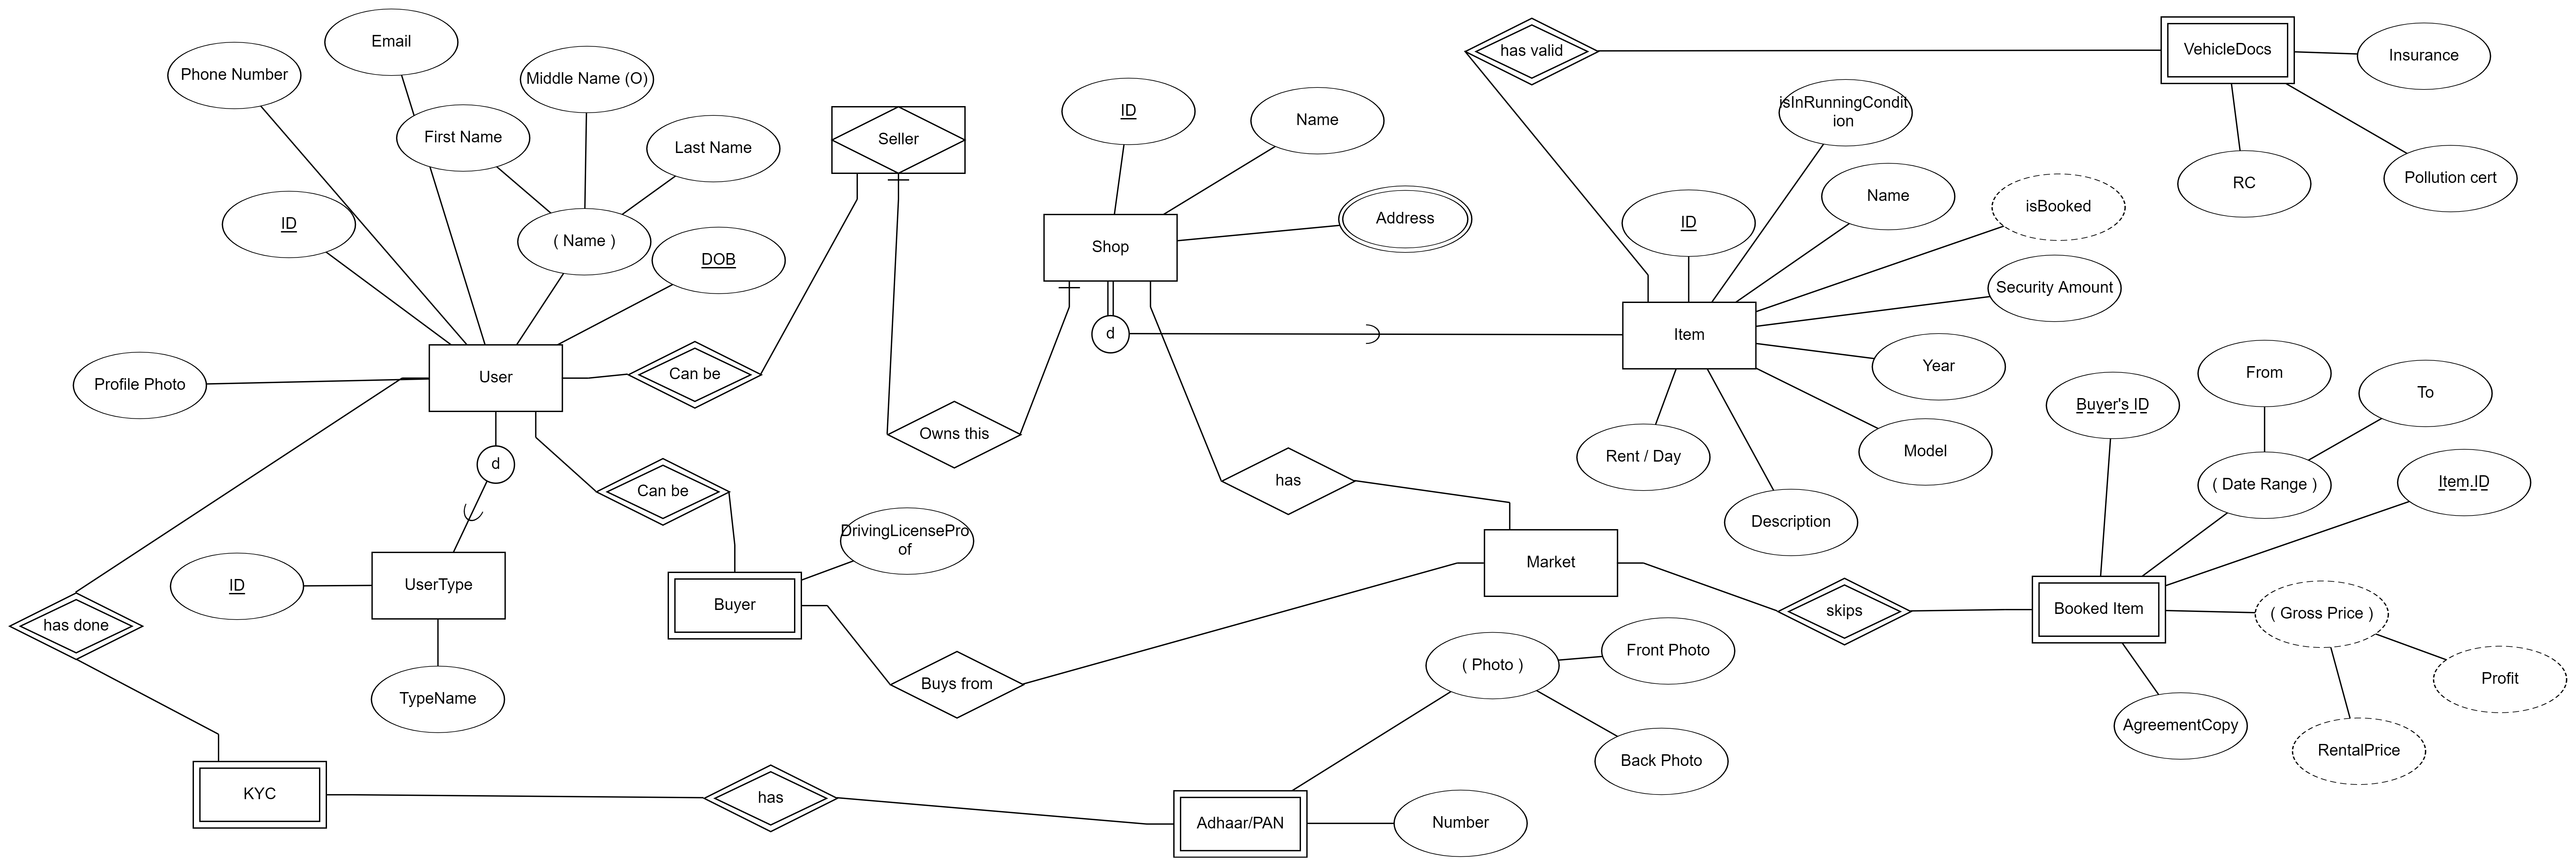 Email
Phone Number
Middle Name (O)
First Name
Last Name
ID
( Name )
DOB
Profile Photo
User
Can be
d
Can be
UserType
ID
TypeName
has done
KYC
has
Seller
Owns this
DrivingLicensePro
of
Buyer
Buys from
ID
Name
Address
Shop
d
has
Market
( Photo )
Front Photo
Back Photo
Adhaar/PAN
Number
has valid
VehicleDocs
Insurance
RC
Pollution cert
isInRunningCondit
ion
Name
ID
isBooked
Security Amount
Item
Year
Model
Rent / Day
Description
skips
Booked Item
Buyer's ID
From
To
( Date Range )
Item.ID
( Gross Price )
Profit
RentalPrice
AgreementCopy